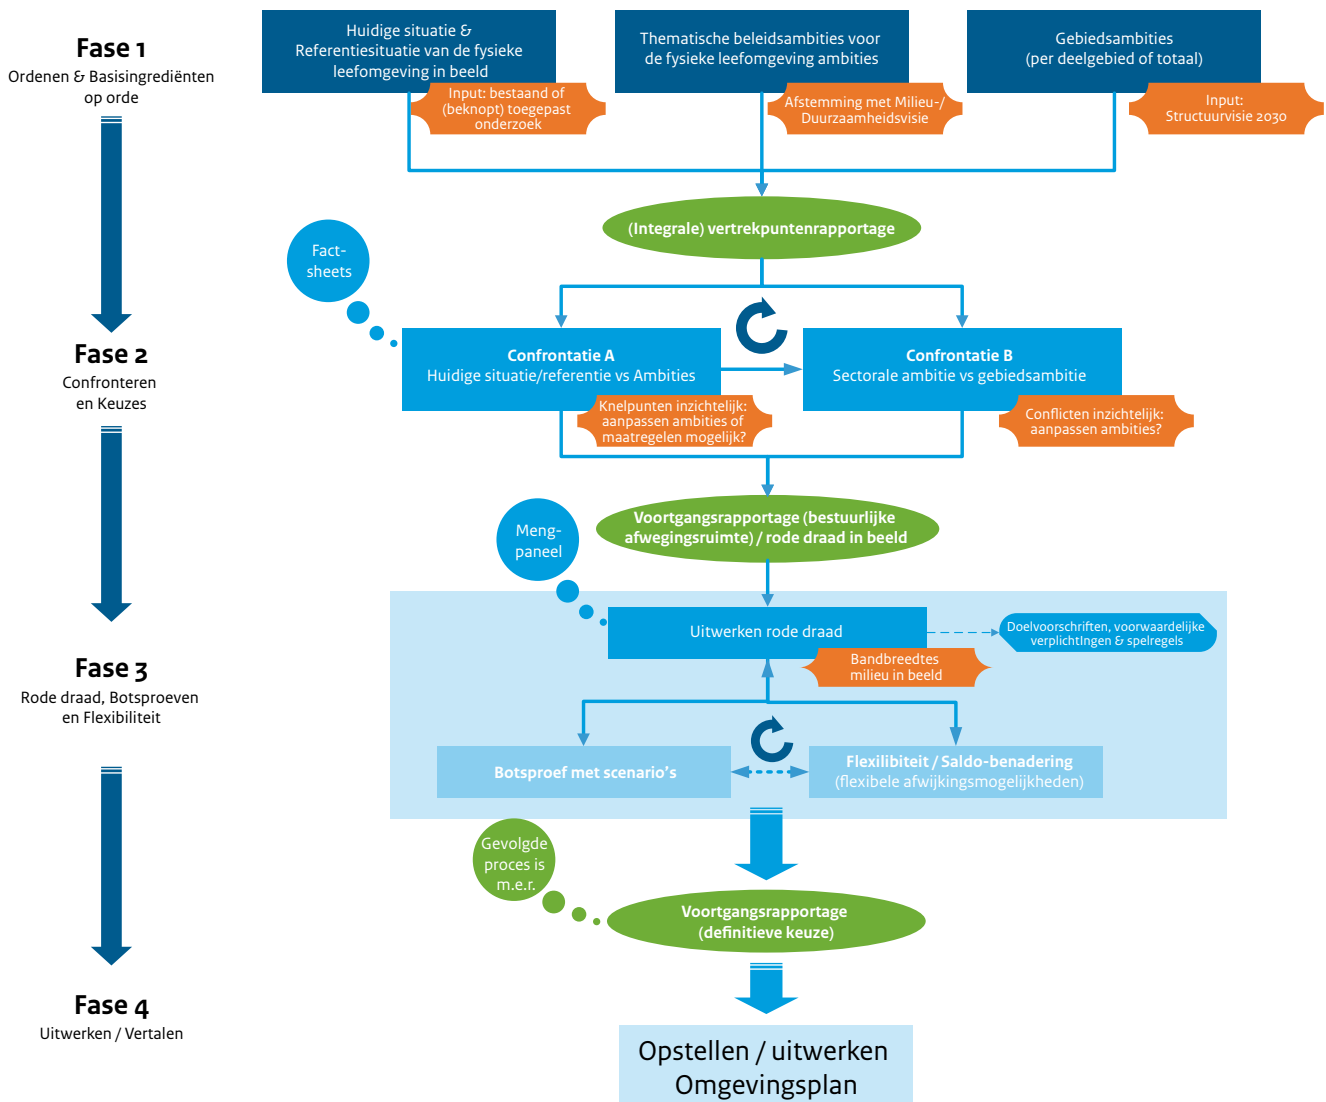 Fase 1
Ordenen & Basisingrediënten
op orde
Huidige situatie &
Referentiesituatie van de fysieke
leefomgeving in beeld
Input: bestaand of
(beknopt) toegepast
onderzoek
Thematische beleidsambities voor
de fysieke leefomgeving ambities
Afstemming met Milieu-/
Duurzaamheidsvisie
Gebiedsambities
(per deelgebied of totaal)
Input:
Structuurvisie 2030
(Integrale) vertrekpuntenrapportage
Fact-
sheets
Fase 2
Confronteren
en Keuzes
Confrontatie A
Huidige situatie/referentie vs Ambities
Knelpunten inzichtelijk:
aanpassen ambities of
maatregelen mogelijk?
Confrontatie B
Sectorale ambitie vs gebiedsambitie
Conflicten inzichtelijk:
aanpassen ambities?
Voortgangsrapportage (bestuurlijke
afwegingsruimte) / rode draad in beeld
Meng-
paneel
Fase 3
Rode draad, Botsproeven
en Flexibiliteit
Uitwerken rode draad
Bandbreedtes
milieu in beeld
Doelvoorschriften, voorwaardelijke
verplichtIngen & spelregels
Botsproef met scenario's
Flexilibiteit / Saldo-benadering
(flexibele afwijkingsmogelijkheden)
Gevolgde
proces is
m.e.r.
Voortgangsrapportage
(definitieve keuze)
Fase 4
Uitwerken / Vertalen
Opstellen / uitwerken
Omgevingsplan